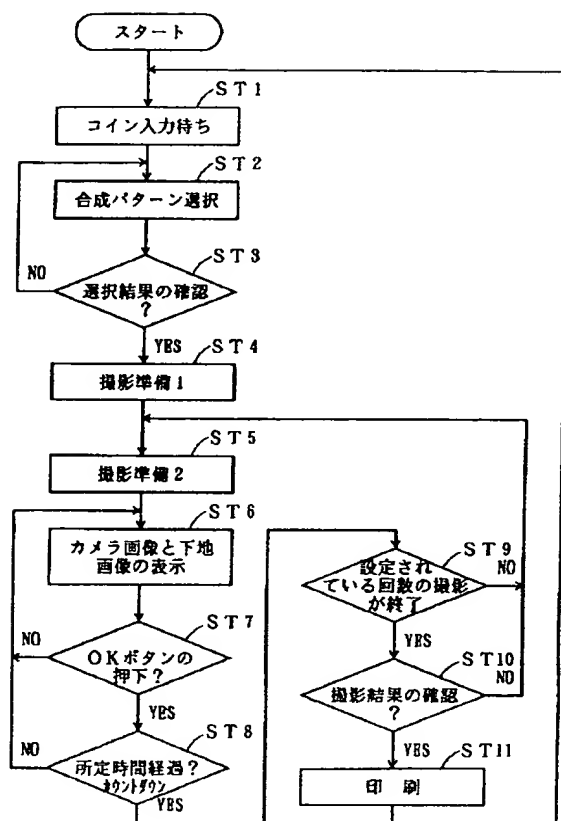 スタート
ST1
コイン入力待ち
ST2
合成パターン選択
ST3
選択結果の確認
?
NO
YES
ST4
撮影準備1
ST5
撮影準備2
ST6
カメラ画像と下地
画像の表示
ST7
OKボタンの
押下?
NO
YES
ST8
所定時間経過?
カウントダウン
NO
YES
ST9
設定され
ている回数の撮影
が終了
NO
YES
ST10
撮影結果の確認
?
NO
YES
ST11
印 刷